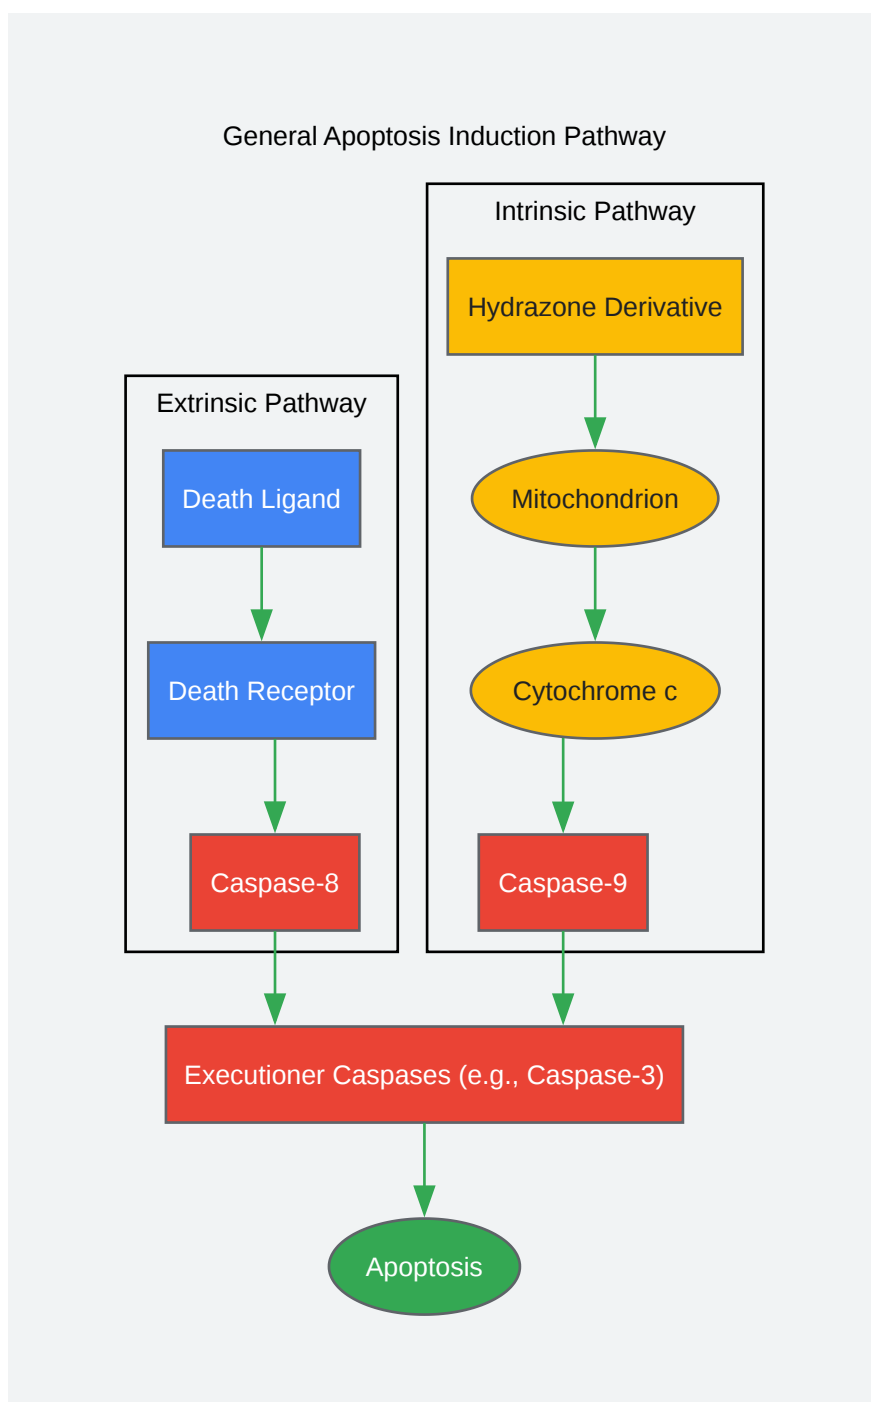 General Apoptosis Induction Pathway
Extrinsic Pathway
Death Ligand
Death Receptor
Caspase-8
Intrinsic Pathway
Hydrazone Derivative
Mitochondrion
Cytochrome c
Caspase-9
Executioner Caspases (e.g., Caspase-3)
Apoptosis